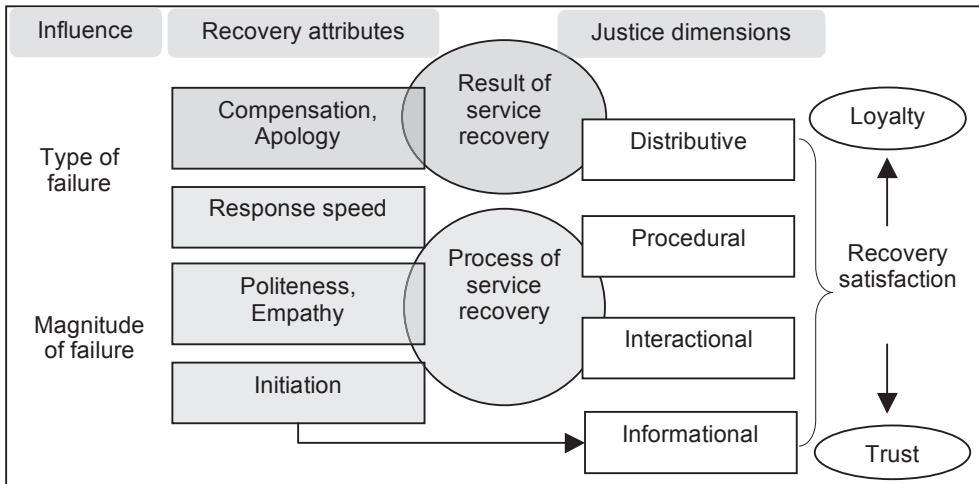 Influence
Recovery attributes
Justice dimensions
Type of
failure
Magnitude
of failure
Compensation,
Apology
Response speed
Politeness,
Empathy
Initiation
Result of
service
recovery
Process of
service
recovery
Distributive
Procedural
Interactional
Informational
Loyalty
Recovery
satisfaction
Trust